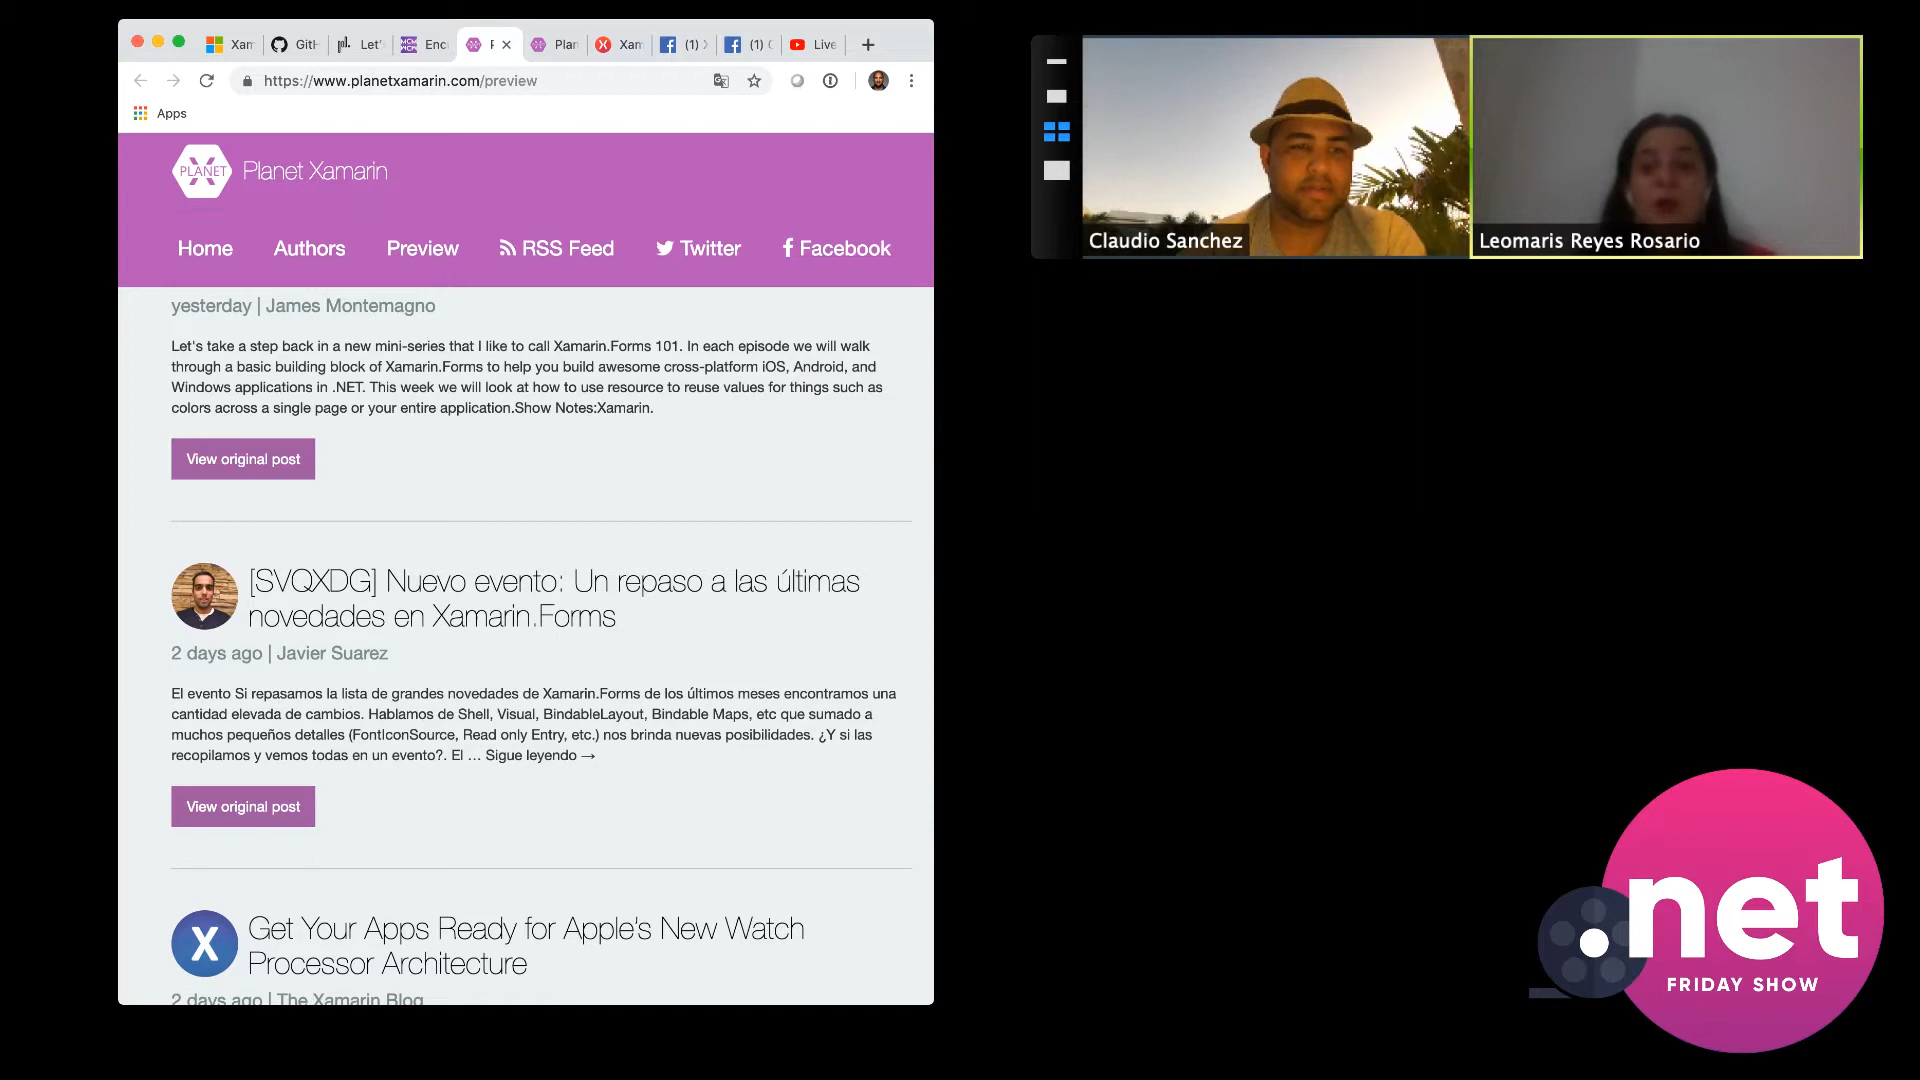 Xam
GitH
Let'
Enc
Plan
Xam
(1)
(1)
Live
https://www.planetxamarin.com/preview
Apps
PLANET X
Planet Xamarin
Home Authors Preview RSS Feed Twitter Facebook
yesterday | James Montemagno
Let's take a step back in a new mini-series that I like to call Xamarin.Forms 101. In each episode we will walk
through a basic building block of Xamarin.Forms to help you build awesome cross-platform iOS, Android, and
Windows applications in .NET. This week we will look at how to use resource to reuse values for things such as
colors across a single page or your entire application.Show Notes:Xamarin.
View original post
[SVQXDG] Nuevo evento: Un repaso a las últimas
novedades en Xamarin.Forms
2 days ago | Javier Suarez
El evento Si repasamos la lista de grandes novedades de Xamarin.Forms de los últimos meses encontramos una
cantidad elevada de cambios. Hablamos de Shell, Visual, BindableLayout, Bindable Maps, etc que sumado a
muchos pequeños detalles (FontIconSource, Read only Entry, etc.) nos brinda nuevas posibilidades. ¿Y si las
recopilamos y vemos todas en un evento?. El … Sigue leyendo →
View original post
X
Get Your Apps Ready for Apple's New Watch
Processor Architecture
2 days ago | The Xamarin Blog
Claudio Sanchez
Leomaris Reyes Rosario
.net
FRIDAY SHOW